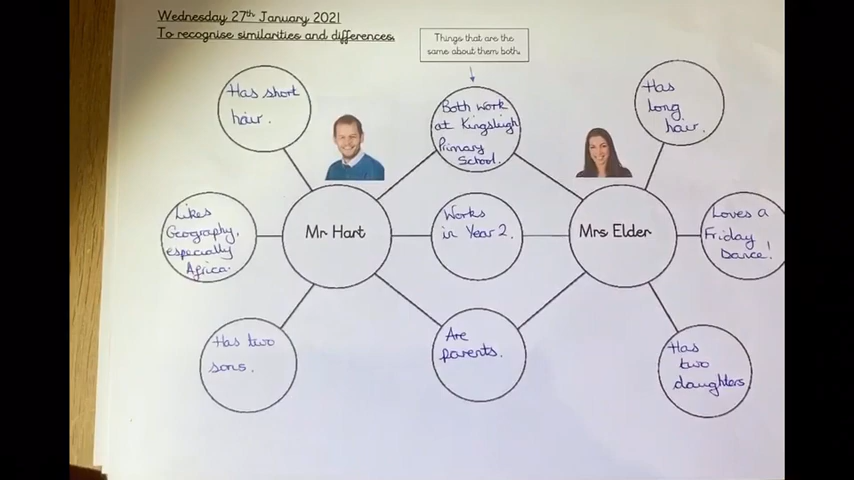 Wednesday 27th January 2021
To recognise similarities and differences.
Things that are the
same about them both.
Has short
hair.
Both work
at Kingsleigh
Primary
School.
Has
long
hair.
Likes
Geography,
especially
Africa.
Mr Hart
Works
in Year 2.
Mrs Elder
Loves a
Friday
Dance!
Has two
sons.
Are
parents.
Has
two
daughters